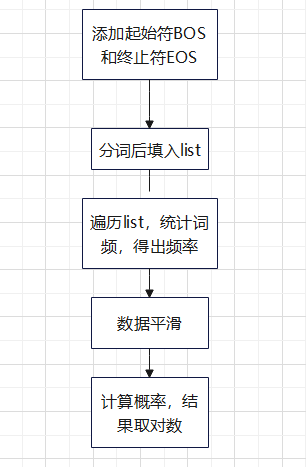 添加起始符BOS
和终止符EOS
分词后填入list
遍历list，统计词
频，得出频率
数据平滑
计算概率，结
果取对数